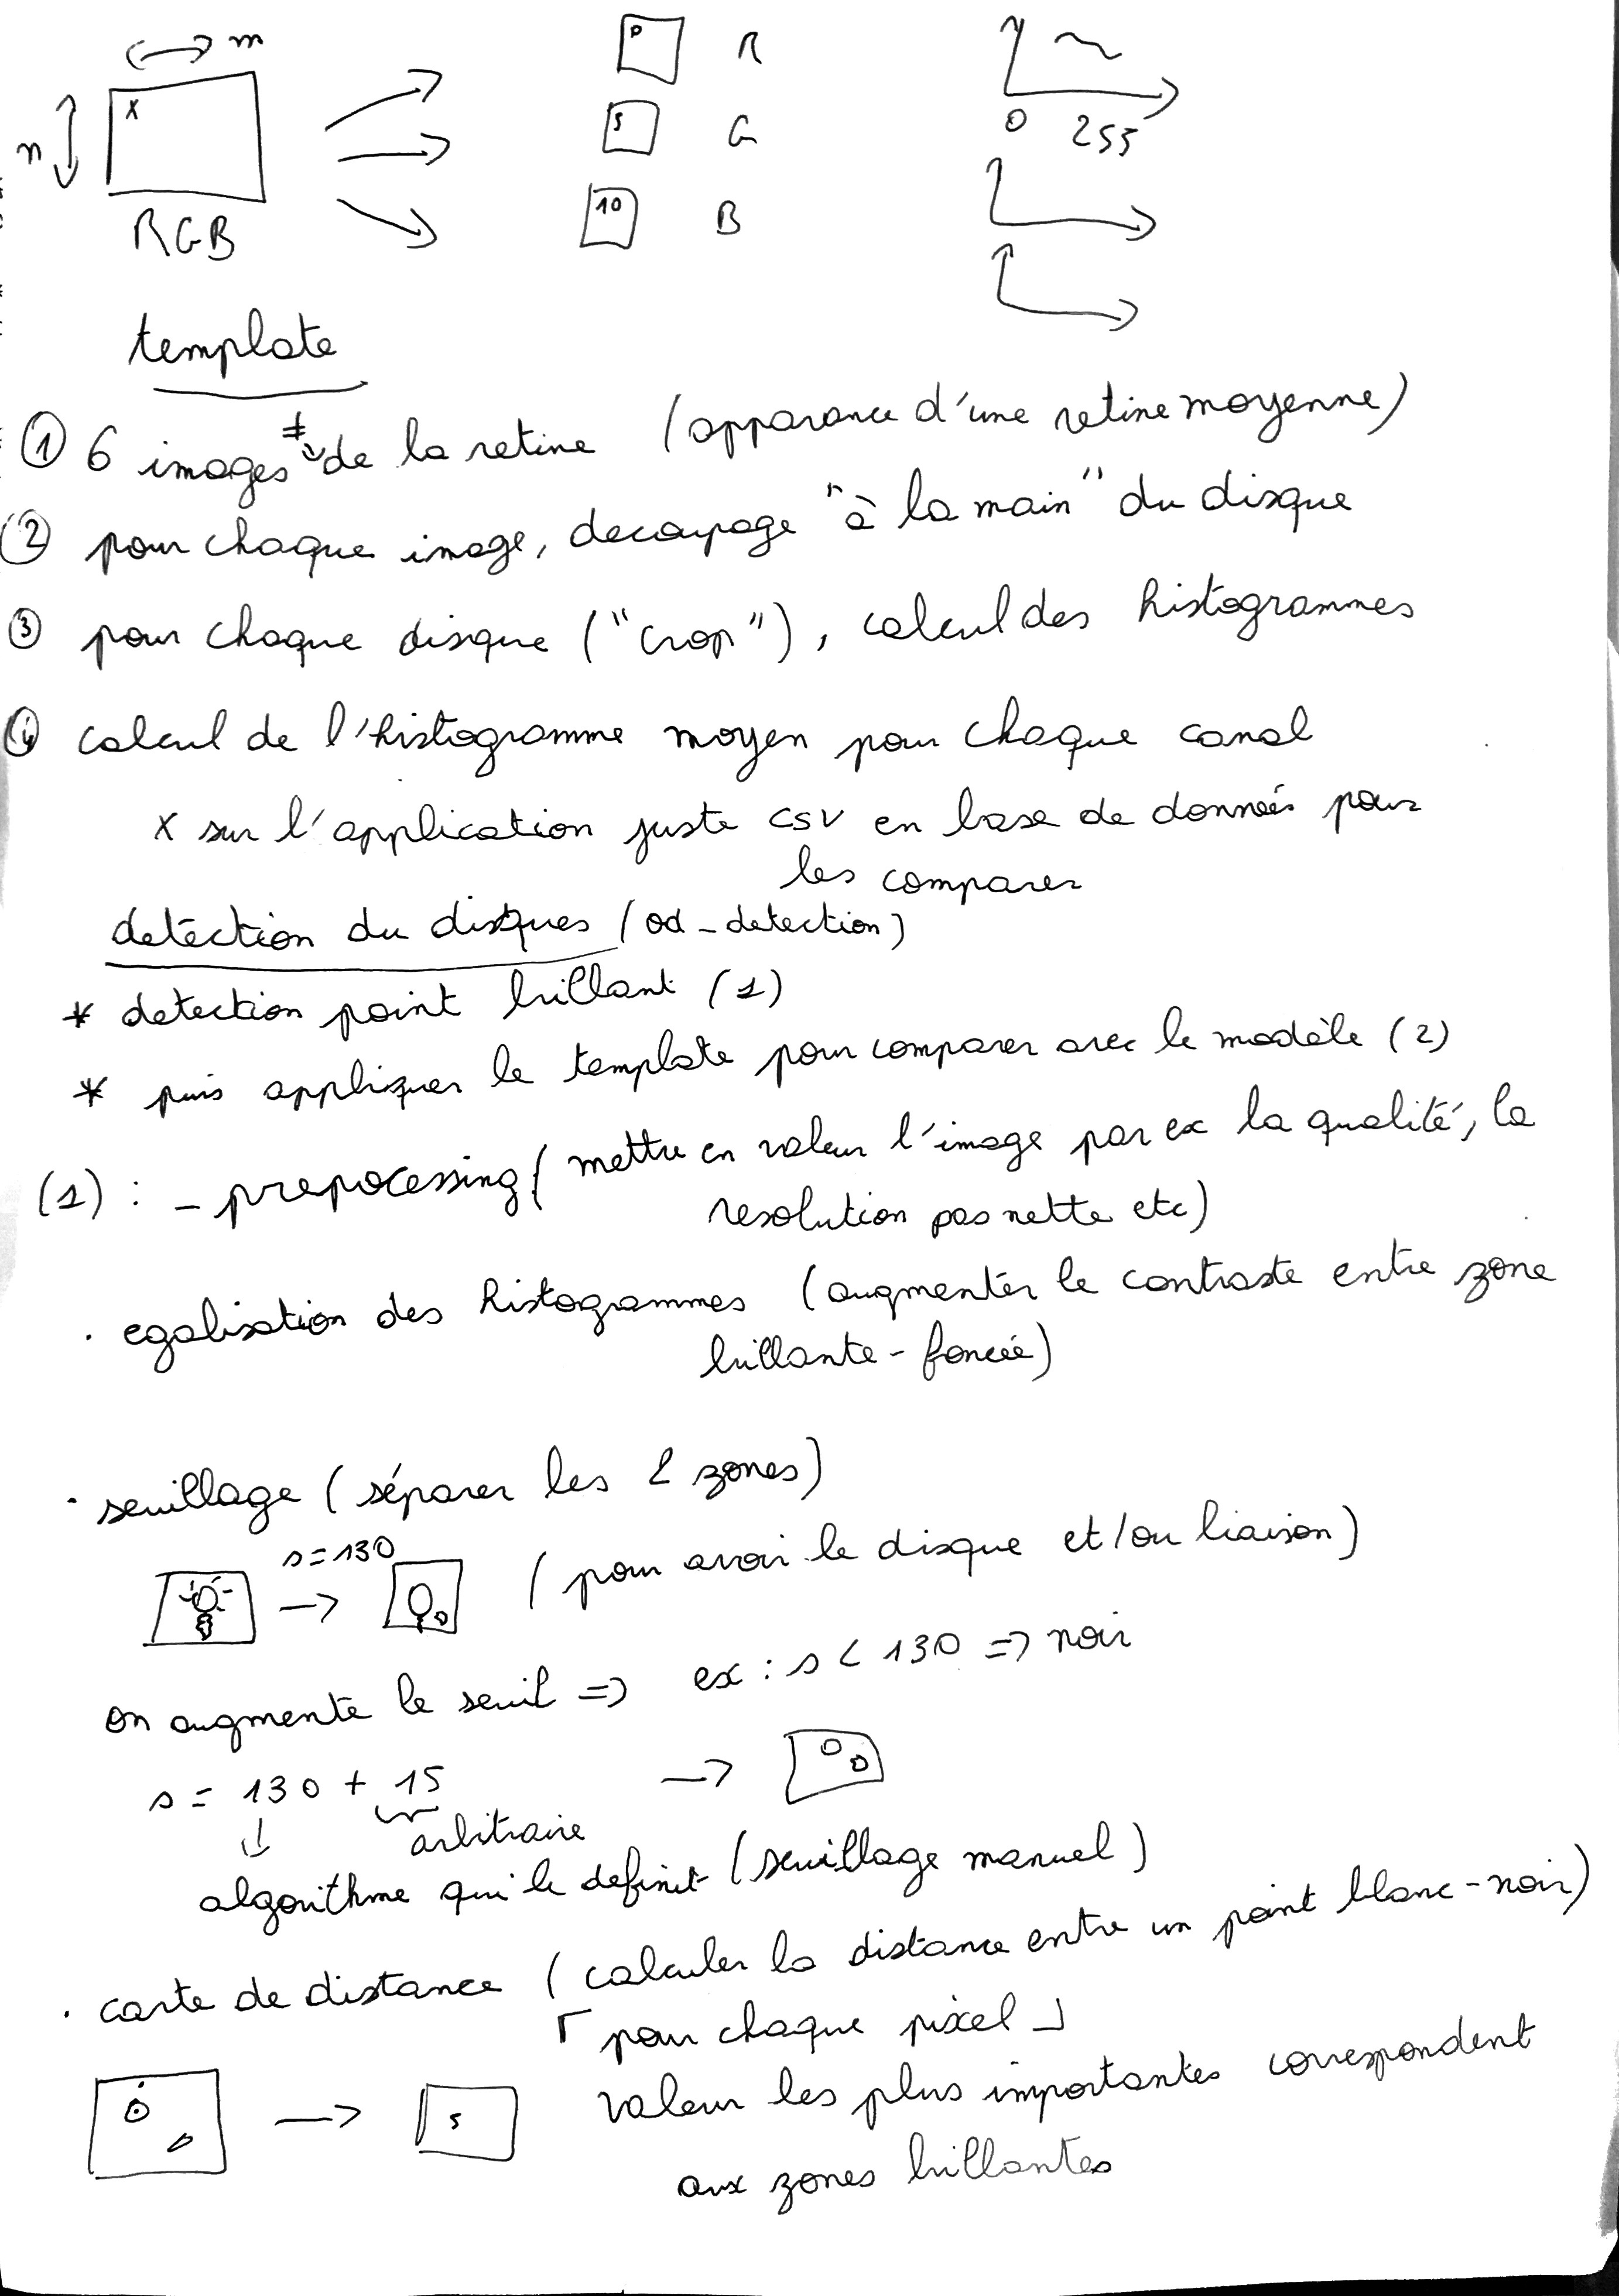 m
n
x
RGB
R
5 G
10 B
0 255
template
① 6 images ≠ de la retine (apparance d'une retine moyenne)
② pour chaque image, decoupage "à la main" du disque
③ pour chaque disque ("crop"), calcul des histogrammes
④ calcul de l'histogramme moyen pour chaque canal
x sur l'application juste csv en base de données pour
les comparer
detection du disques (od_detection)
* detection point brillant (1)
* puis appliquer le template pour comparer avec le modèle (2)
(1) : - prepocessing (mettre en valeur l'image par ex la qualité, la
resolution pas nette etc)
· egalisation des histogrammes (augmenter le contraste entre zone
brillante - foncée)
· seuillage (séparer les 2 zones)
s = 130
-> (pour avoir le disque et/ou liaison)
on augmente le seuil => ex : s < 130 => noir
s = 130 + 15 ->
arbitraire
algorithme qui le definit (seuillage manuel)
· carte de distance (calculer la distance entre un point blanc - noir)
pour chaque pixel
-> 5 valeur les plus importantes correspondent
aux zones brillantes